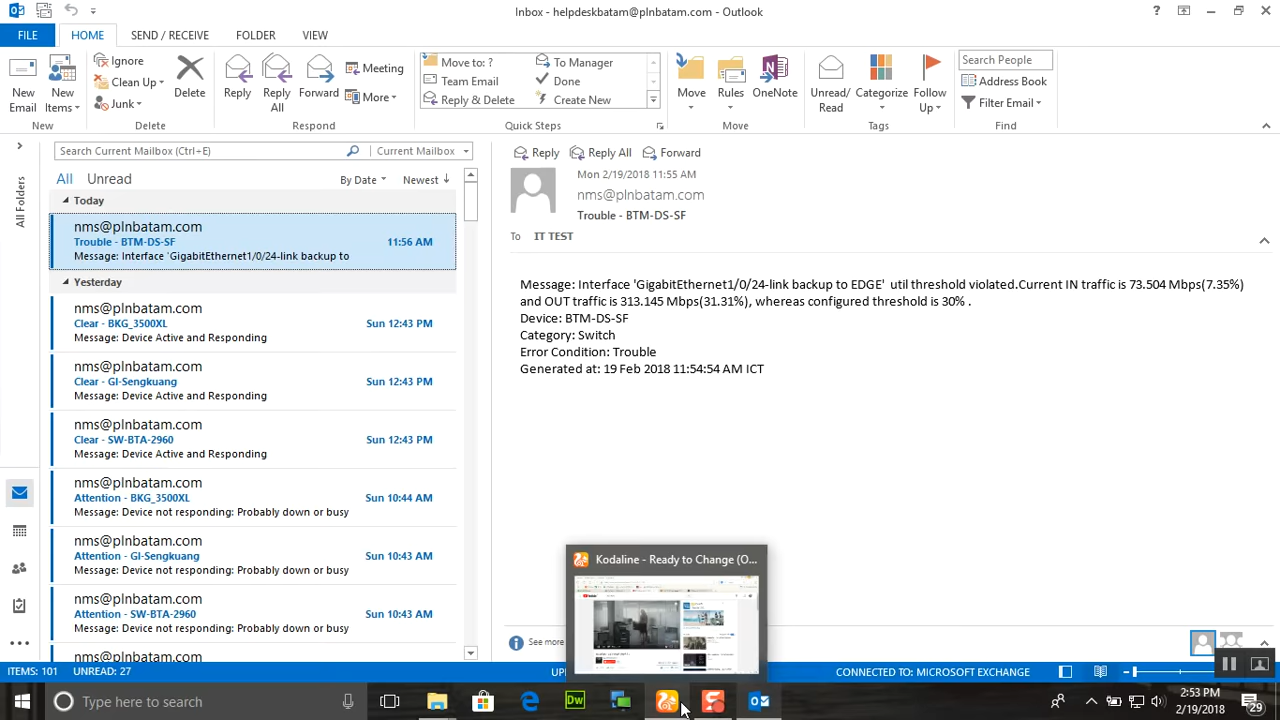 Inbox - helpdeskbatam@plnbatam.com - Outlook
?
FILE HOME SEND / RECEIVE FOLDER VIEW
New Email
New Items
Ignore
Clean Up
Junk
Delete
Reply
Reply All
Forward
Meeting
More
Move to: ?
Team Email
Reply & Delete
To Manager
Done
Create New
Move
Rules
OneNote
Unread/ Read
Categorize
Follow Up
Search People
Address Book
Filter Email
New Delete Respond Quick Steps Move Tags Find
All Folders
Search Current Mailbox (Ctrl+E) Current Mailbox
All Unread By Date Newest
Today
nms@plnbatam.com
Trouble - BTM-DS-SF 11:56 AM
Message: Interface 'GigabitEthernet1/0/24-link backup to
Yesterday
nms@plnbatam.com
Clear - BKG_3500XL Sun 12:43 PM
Message: Device Active and Responding
nms@plnbatam.com
Clear - GI-Sengkuang Sun 12:43 PM
Message: Device Active and Responding
nms@plnbatam.com
Clear - SW-BTA-2960 Sun 12:43 PM
Message: Device Active and Responding
nms@plnbatam.com
Attention - BKG_3500XL Sun 10:44 AM
Message: Device not responding: Probably down or busy
nms@plnbatam.com
Attention - GI-Sengkuang Sun 10:43 AM
Message: Device not responding: Probably down or busy
nms@plnbatam.com
Attention - SW-BTA-2960 Sun 10:43 AM
Message: Device not responding: Probably down or busy
nms@plnbatam.com
Reply Reply All Forward
Mon 2/19/2018 11:55 AM
nms@plnbatam.com
Trouble - BTM-DS-SF
To IT TEST
Message: Interface 'GigabitEthernet1/0/24-link backup to EDGE' util threshold violated.Current IN traffic is 73.504 Mbps(7.35%)
and OUT traffic is 313.145 Mbps(31.31%), whereas configured threshold is 30% .
Device: BTM-DS-SF
Category: Switch
Error Condition: Trouble
Generated at: 19 Feb 2018 11:54:54 AM ICT
Kodaline - Ready to Change (O...
See more
ITEMS: 101 UNREAD: 27 CONNECTED TO: MICROSOFT EXCHANGE
Type here to search
Dw
2:53 PM
2/19/2018
29